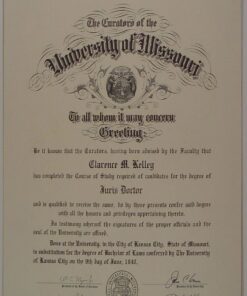 The Curators of the
University of Missouri
To all whom it may concern:
Greeting:
Be it known that the Curators, having been advised by the Faculty that
Clarence M. Kelley
has completed the Course of Study required of candidates for the degree of
Juris Doctor
and is qualified to receive the same, do by these presents confer said degree
with all the honors and privileges appertaining thereto.
In testimony whereof the signatures of the proper officials and the
seal of the University are affixed.
Done at the University, in the City of Kansas City, State of Missouri,
in substitution for the degree of Bachelor of Laws conferred by The University
of Kansas City on the 9th day of June, 1940.